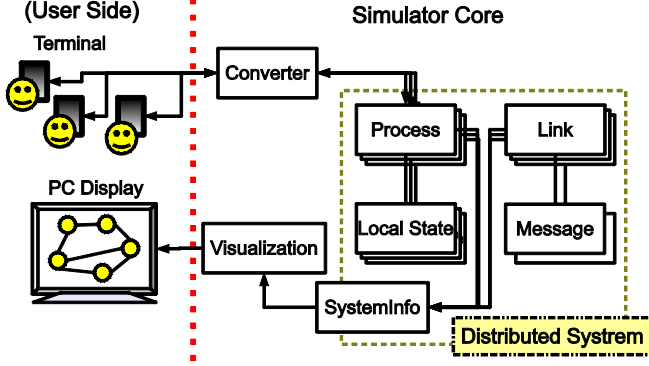 (User Side)
Simulator Core
Terminal
Converter
Process
Link
PC Display
Local State
Message
Visualization
SystemInfo
Distributed Systrem